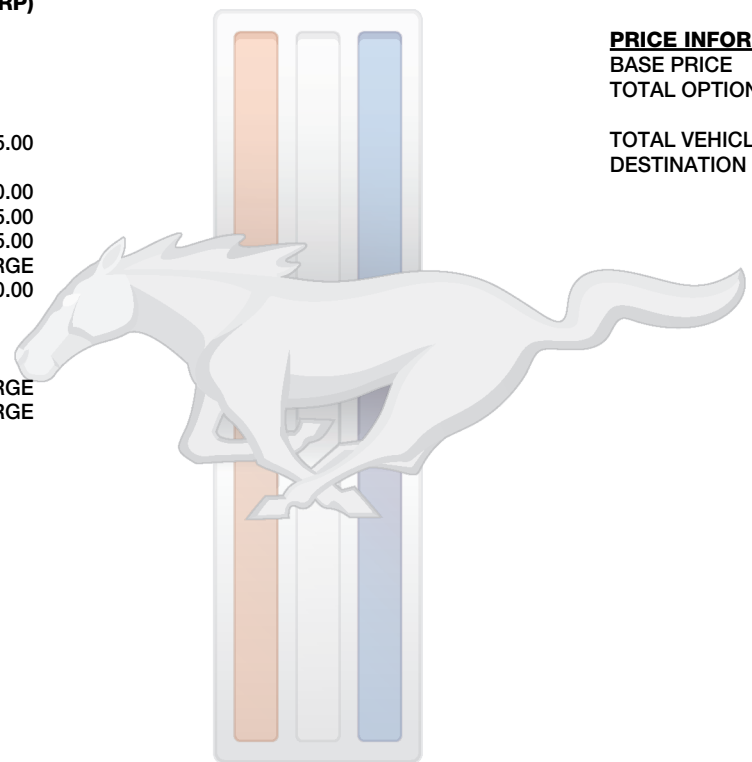 RP)
5.00
0.00
5.00
5.00
RGE
0.00
RGE
RGE
PRICE INFOR
BASE PRICE
TOTAL OPTION
TOTAL VEHICL
DESTINATION